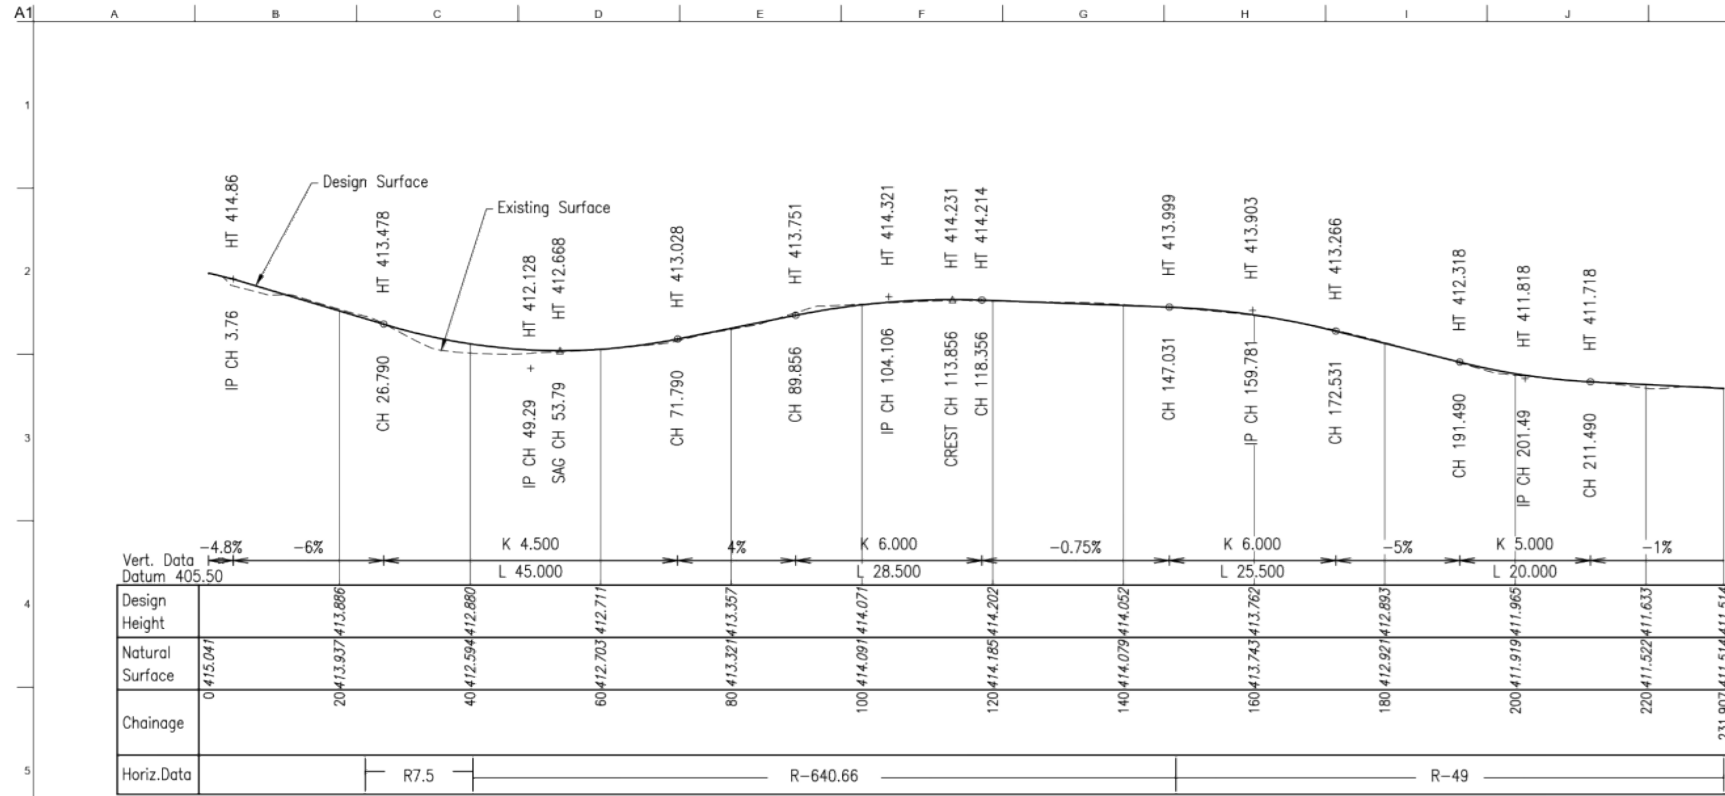 A1
A B C D E F G H I J
1
2
3
4
5
Design Surface
Existing Surface
HT 414.86
IP CH 3.76
HT 413.478
CH 26.790
HT 412.128
IP CH 49.29
HT 412.668
SAG CH 53.79
HT 413.028
CH 71.790
HT 413.751
CH 89.856
HT 414.321
IP CH 104.106
HT 414.231
CREST CH 113.856
HT 414.214
CH 118.356
HT 413.999
CH 147.031
HT 413.903
IP CH 159.781
HT 413.266
CH 172.531
HT 412.318
CH 191.490
HT 411.818
IP CH 201.49
HT 411.718
CH 211.490
Vert. Data -4.8% -6% K 4.500 4% K 6.000 -0.75% K 6.000 -5% K 5.000 -1%
Datum 405.50 L 45.000 L 28.500 L 25.500 L 20.000
Design Height 413.886 412.880 412.711 413.357 414.071 414.202 414.052 413.762 412.893 411.965 411.633 411.514
Natural Surface 415.041 413.937 412.594 412.703 413.321 414.091 414.185 414.079 413.743 412.921 411.919 411.522 411.514
Chainage 0 20 40 60 80 100 120 140 160 180 200 220 231.907
Horiz.Data R7.5 R-640.66 R-49